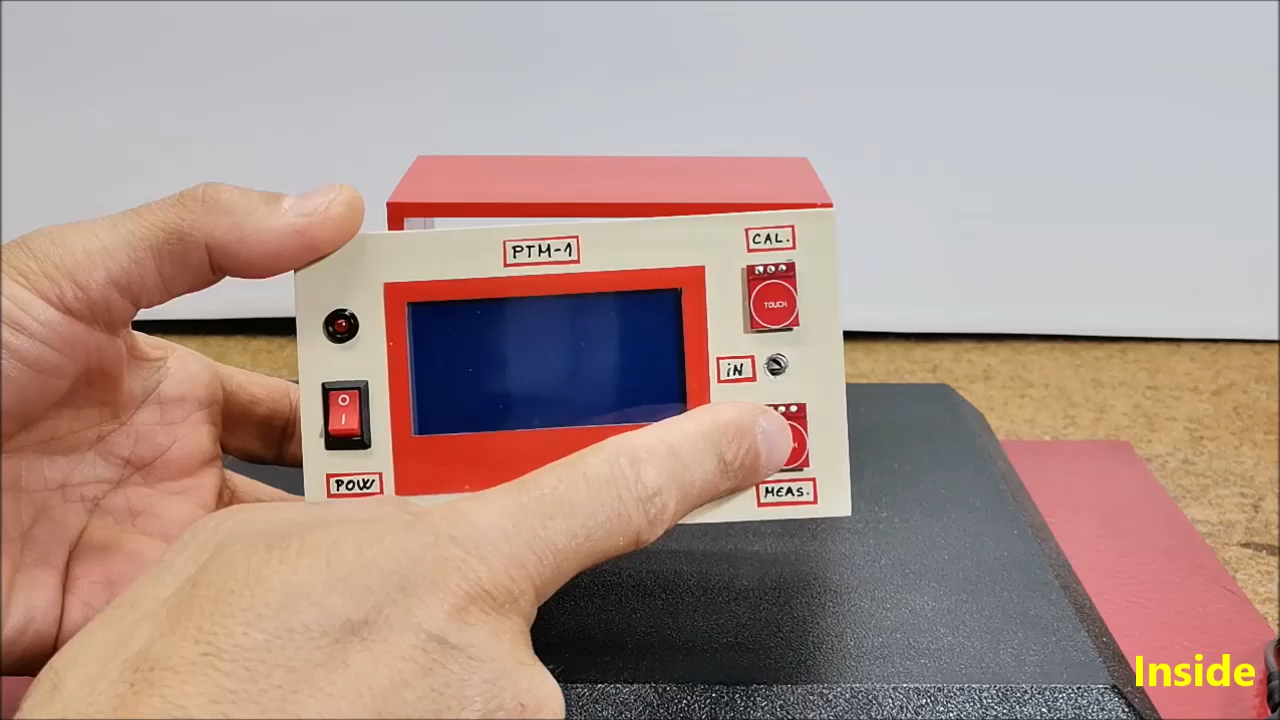 PTM-1
CAL.
TOUCH
iN
O
I
POW
MEAS.
Inside